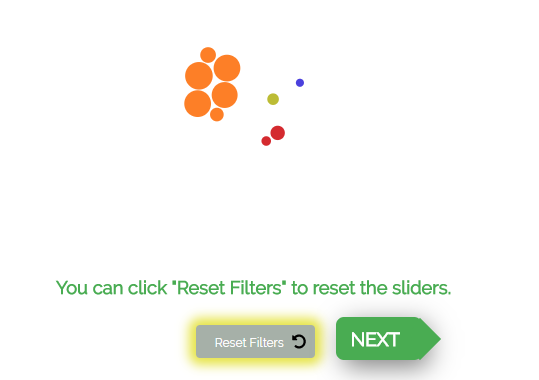 You can click "Reset Filters" to reset the sliders.
Reset Filters
NEXT